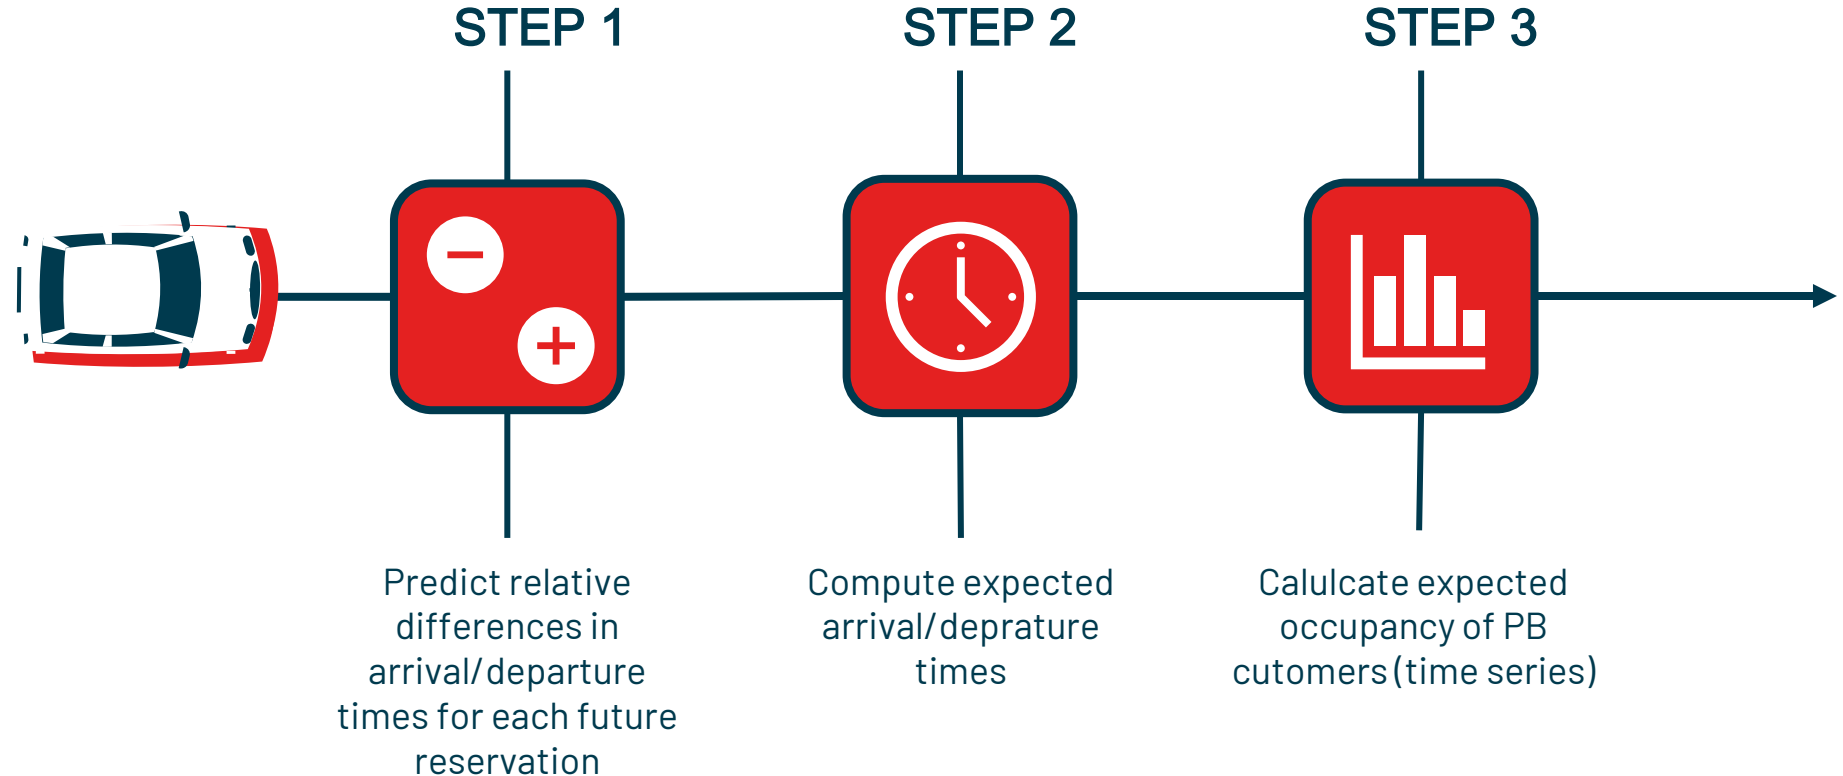 STEP 1
Predict relative
differences in
arrival/departure
times for each future
reservation
STEP 2
Compute expected
arrival/deprature
times
STEP 3
Calulcate expected
occupancy of PB
cutomers (time series)